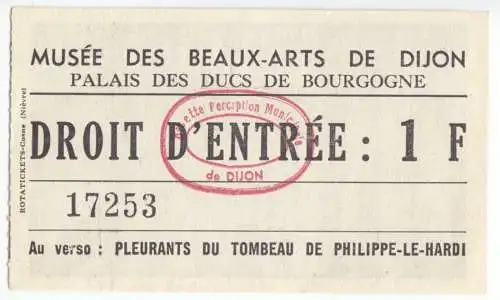 MUSÉE DES BEAUX-ARTS DE DIJON
PALAIS DES DUCS DE BOURGOGNE
DROIT D'ENTRÉE : 1 F
17253
Au verso : PLEURANTS DU TOMBEAU DE PHILIPPE-LE-HARDI
ROTATICKETS-Cosne (Nièvre)
Perception Municipale
de DIJON